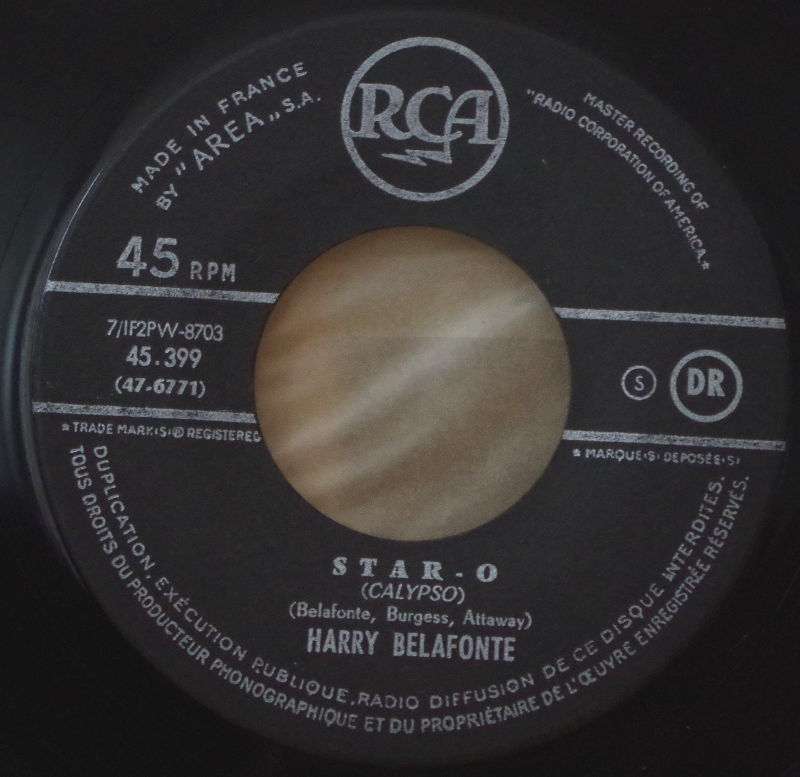 MADE IN FRANCE
BY "AREA„ S.A.
RCA
MASTER RECORDING OF
"RADIO CORPORATION OF AMERICA.*
45 RPM
7/IF2PW-8703
45.399
(47-6771)
S DR
* TRADE MARK(S)® REGISTERED
* MARQUE(S) DEPOSÉE(S)
STAR-O
(CALYPSO)
(Belafonte, Burgess, Attaway)
HARRY BELAFONTE
DUPLICATION, EXÉCUTION PUBLIQUE, RADIO DIFFUSION DE CE DISQUE INTERDITES.
TOUS DROITS DU PRODUCTEUR PHONOGRAPHIQUE ET DU PROPRIÉTAIRE DE L'ŒUVRE ENREGISTRÉE RÉSERVÉS.